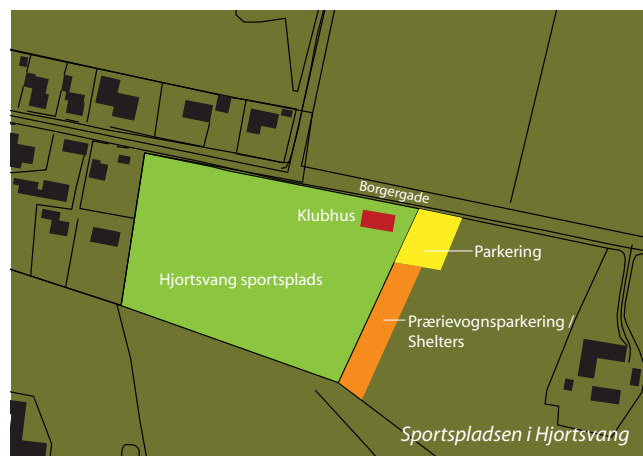 Borgergade
Klubhus
Parkering
Hjortsvang sportsplads
Prærievognsparkering /
Shelters
Sportspladsen i Hjortsvang